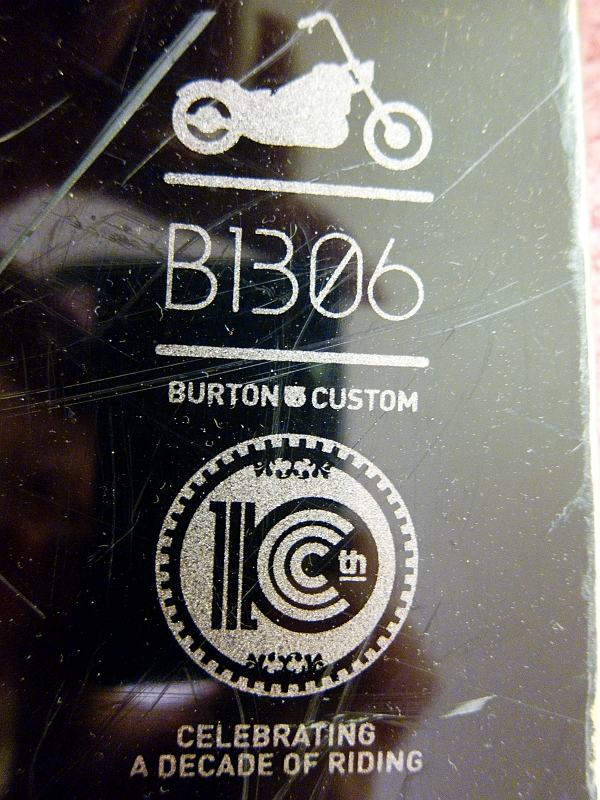 B1306
BURTON CUSTOM
10th
CELEBRATING
A DECADE OF RIDING